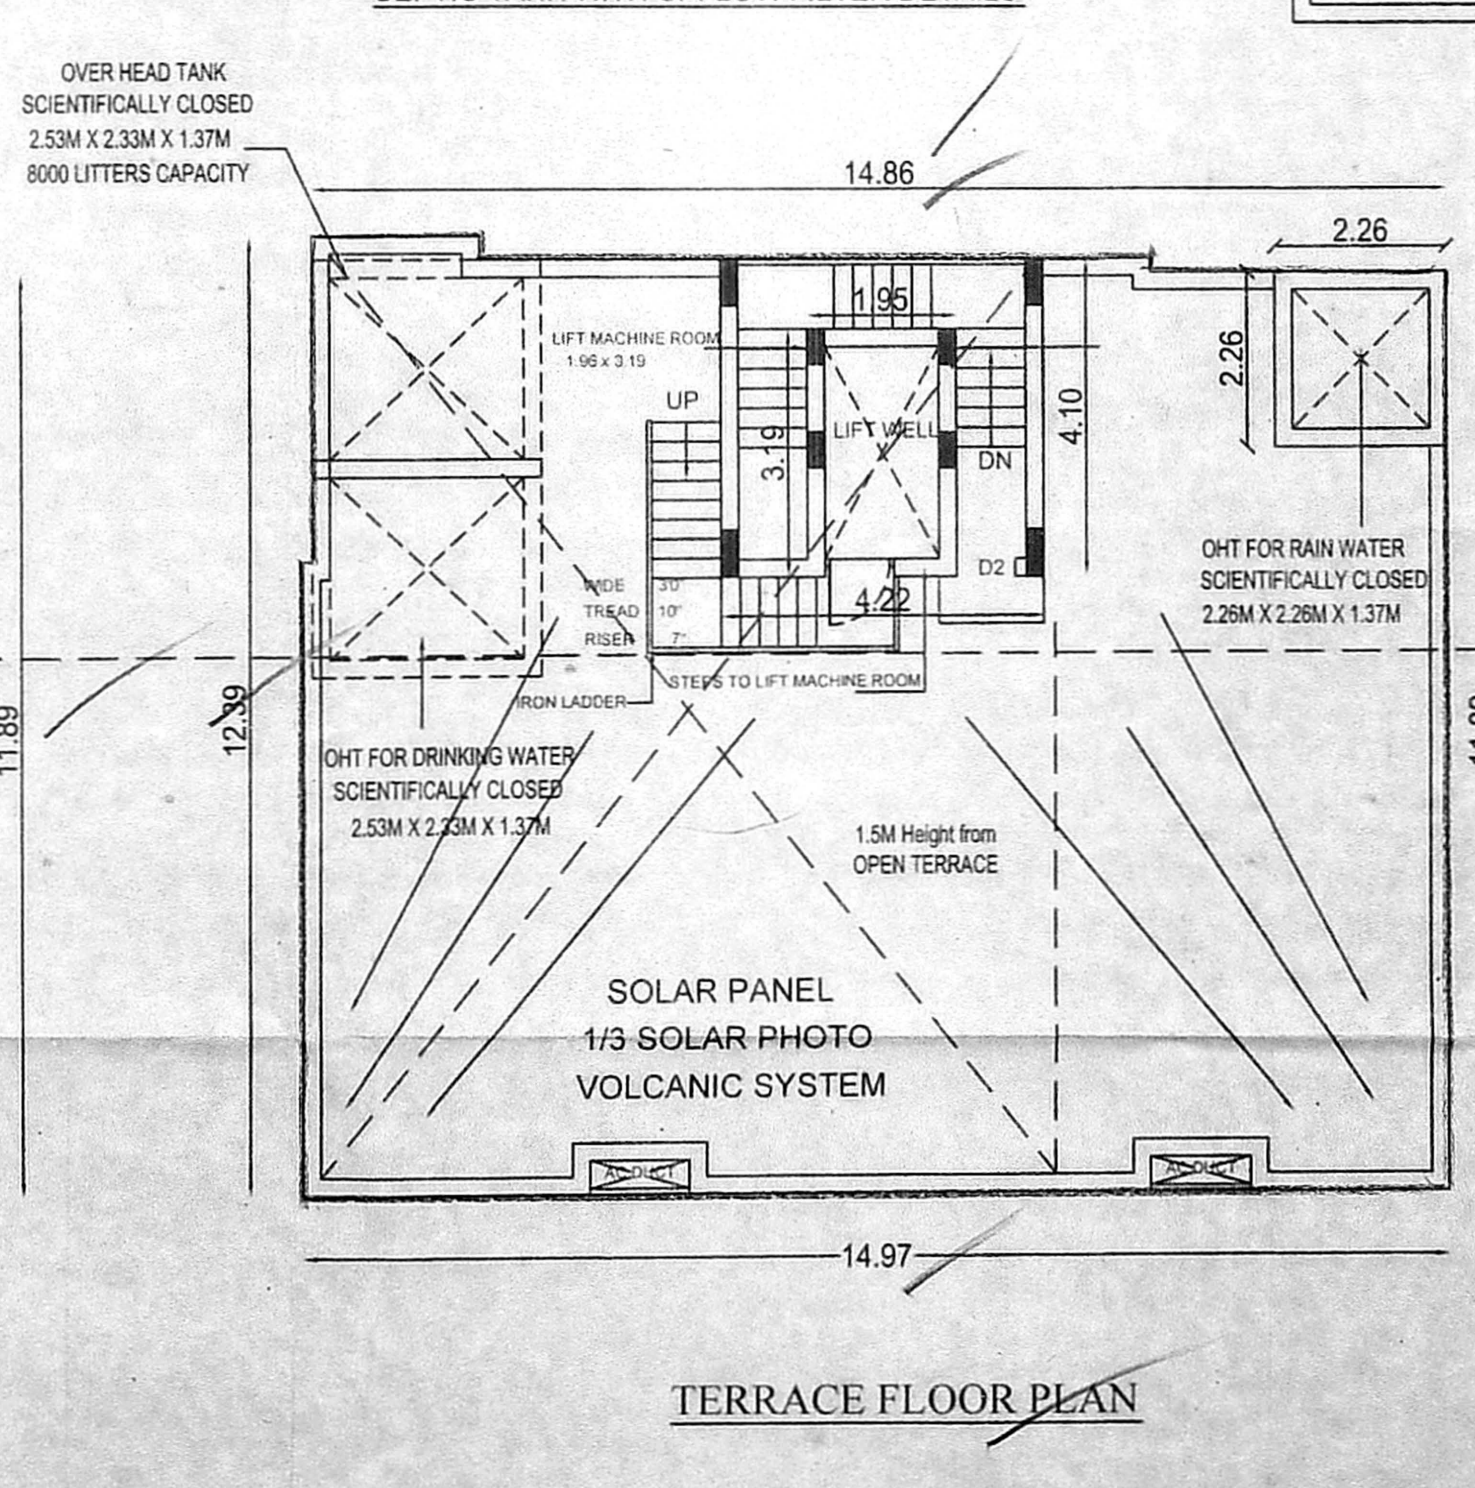 OVER HEAD TANK
SCIENTIFICALLY CLOSED
2.53M X 2.33M X 1.37M
8000 LITTERS CAPACITY
14.86
2.26
1.95
LIFT MACHINE ROOM
1.96 x 3.19
2.26
UP
4.10
LIFT WELL
3.19
DN
OHT FOR RAIN WATER
SCIENTIFICALLY CLOSED
2.26M X 2.26M X 1.37M
D2
WIDE 3'0"
TREAD 10"
RISER 7"
4.22
STEPS TO LIFT MACHINE ROOM
IRON LADDER
11.89
12.39
OHT FOR DRINKING WATER
SCIENTIFICALLY CLOSED
2.53M X 2.33M X 1.37M
1.5M Height from
OPEN TERRACE
SOLAR PANEL
1/3 SOLAR PHOTO
VOLCANIC SYSTEM
AC DUCT
AC DUCT
14.97
TERRACE FLOOR PLAN